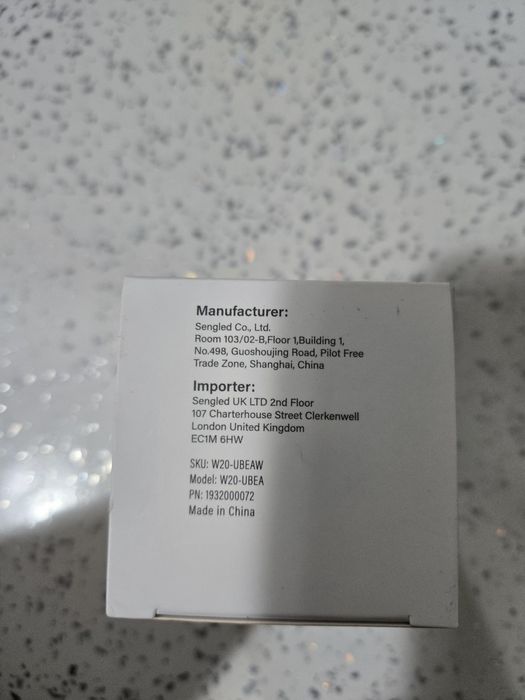 Manufacturer:
Sengled Co., Ltd.
Room 103/02-B,Floor 1,Building 1,
No.498, Guoshoujing Road, Pilot Free
Trade Zone, Shanghai, China
Importer:
Sengled UK LTD 2nd Floor
107 Charterhouse Street Clerkenwell
London United Kingdom
EC1M 6HW
SKU: W20-UBEAW
Model: W20-UBEA
PN: 1932000072
Made in China